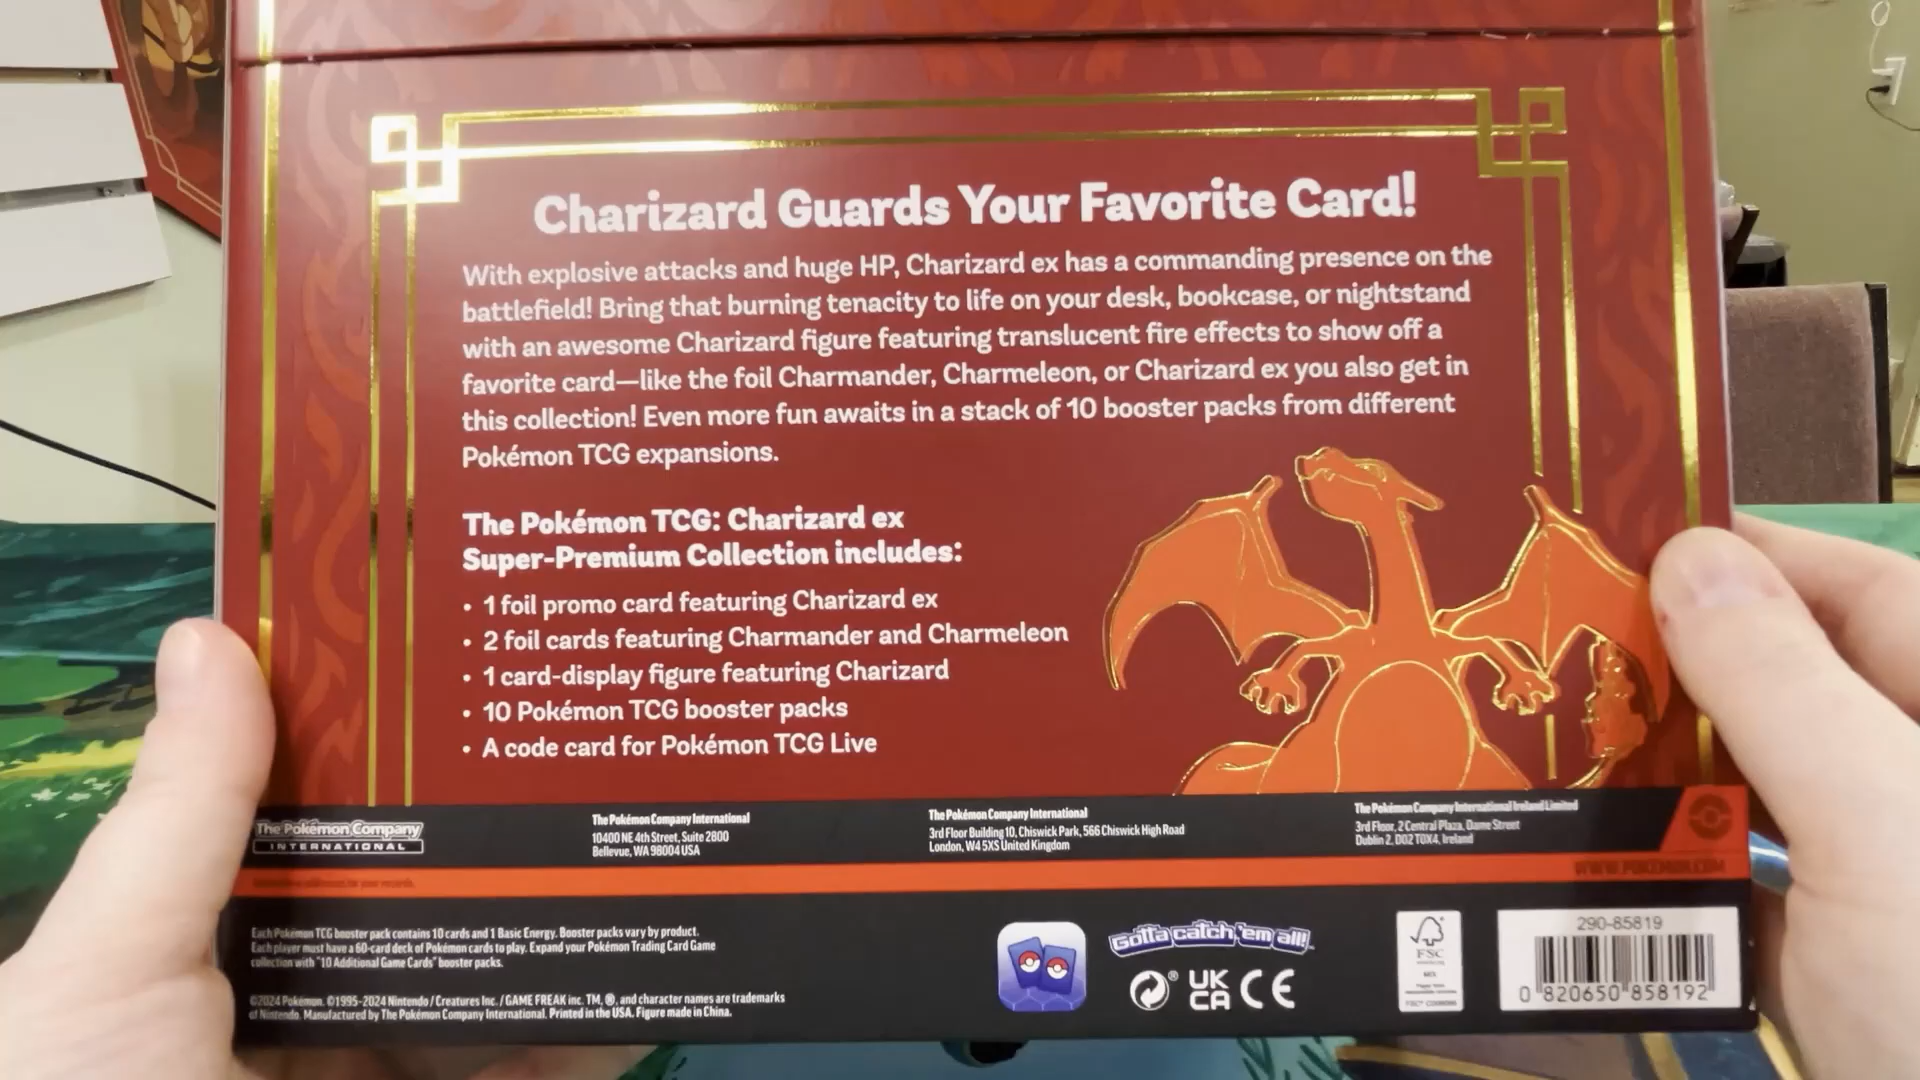 Charizard Guards Your Favorite Card!
With explosive attacks and huge HP, Charizard ex has a commanding presence on the
battlefield! Bring that burning tenacity to life on your desk, bookcase, or nightstand
with an awesome Charizard figure featuring translucent fire effects to show off a
favorite card—like the foil Charmander, Charmeleon, or Charizard ex you also get in
this collection! Even more fun awaits in a stack of 10 booster packs from different
Pokémon TCG expansions.
The Pokémon TCG: Charizard ex
Super-Premium Collection includes:
• 1 foil promo card featuring Charizard ex
• 2 foil cards featuring Charmander and Charmeleon
• 1 card-display figure featuring Charizard
• 10 Pokémon TCG booster packs
• A code card for Pokémon TCG Live
The Pokémon Company
INTERNATIONAL
The Pokémon Company International
10400 NE 4th Street, Suite 2800
Bellevue, WA 98004 USA
The Pokémon Company International
3rd Floor Building 10, Chiswick Park, 566 Chiswick High Road
London, W4 5XS United Kingdom
The Pokémon Company International Ireland Limited
3rd Floor, 2 Central Plaza, Dame Street
Dublin 2, D02 T0X4, Ireland
WWW.POKEMON.COM
Each Pokémon TCG booster pack contains 10 cards and 1 Basic Energy. Booster packs vary by product.
Each player must have a 60-card deck of Pokémon cards to play. Expand your Pokémon Trading Card Game
collection with "10 Additional Game Cards" booster packs.
©2024 Pokémon. ©1995-2024 Nintendo / Creatures Inc. / GAME FREAK inc. TM, ®, and character names are trademarks
of Nintendo. Manufactured by The Pokémon Company International. Printed in the USA. Figure made in China.
Gotta catch 'em all!
UK
CA
CE
FSC
290-85819
0 820650 858192